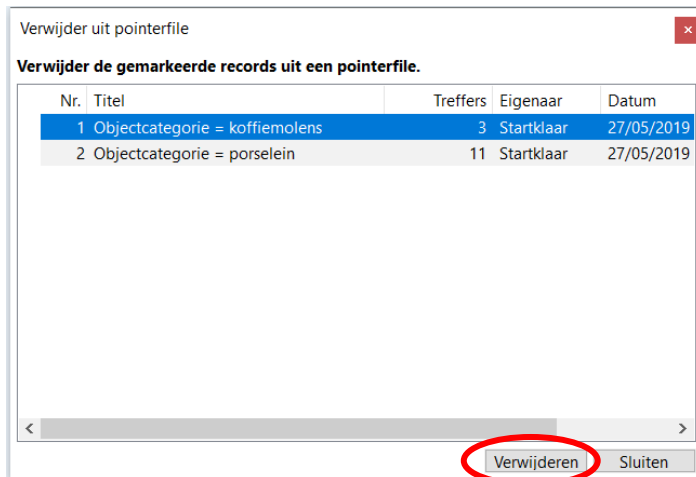 Verwijder uit pointerfile
Verwijder de gemarkeerde records uit een pointerfile.
Nr. Titel Treffers Eigenaar Datum
1 Objectcategorie = koffiemolens 3 Startklaar 27/05/2019
2 Objectcategorie = porselein 11 Startklaar 27/05/2019
Verwijderen Sluiten